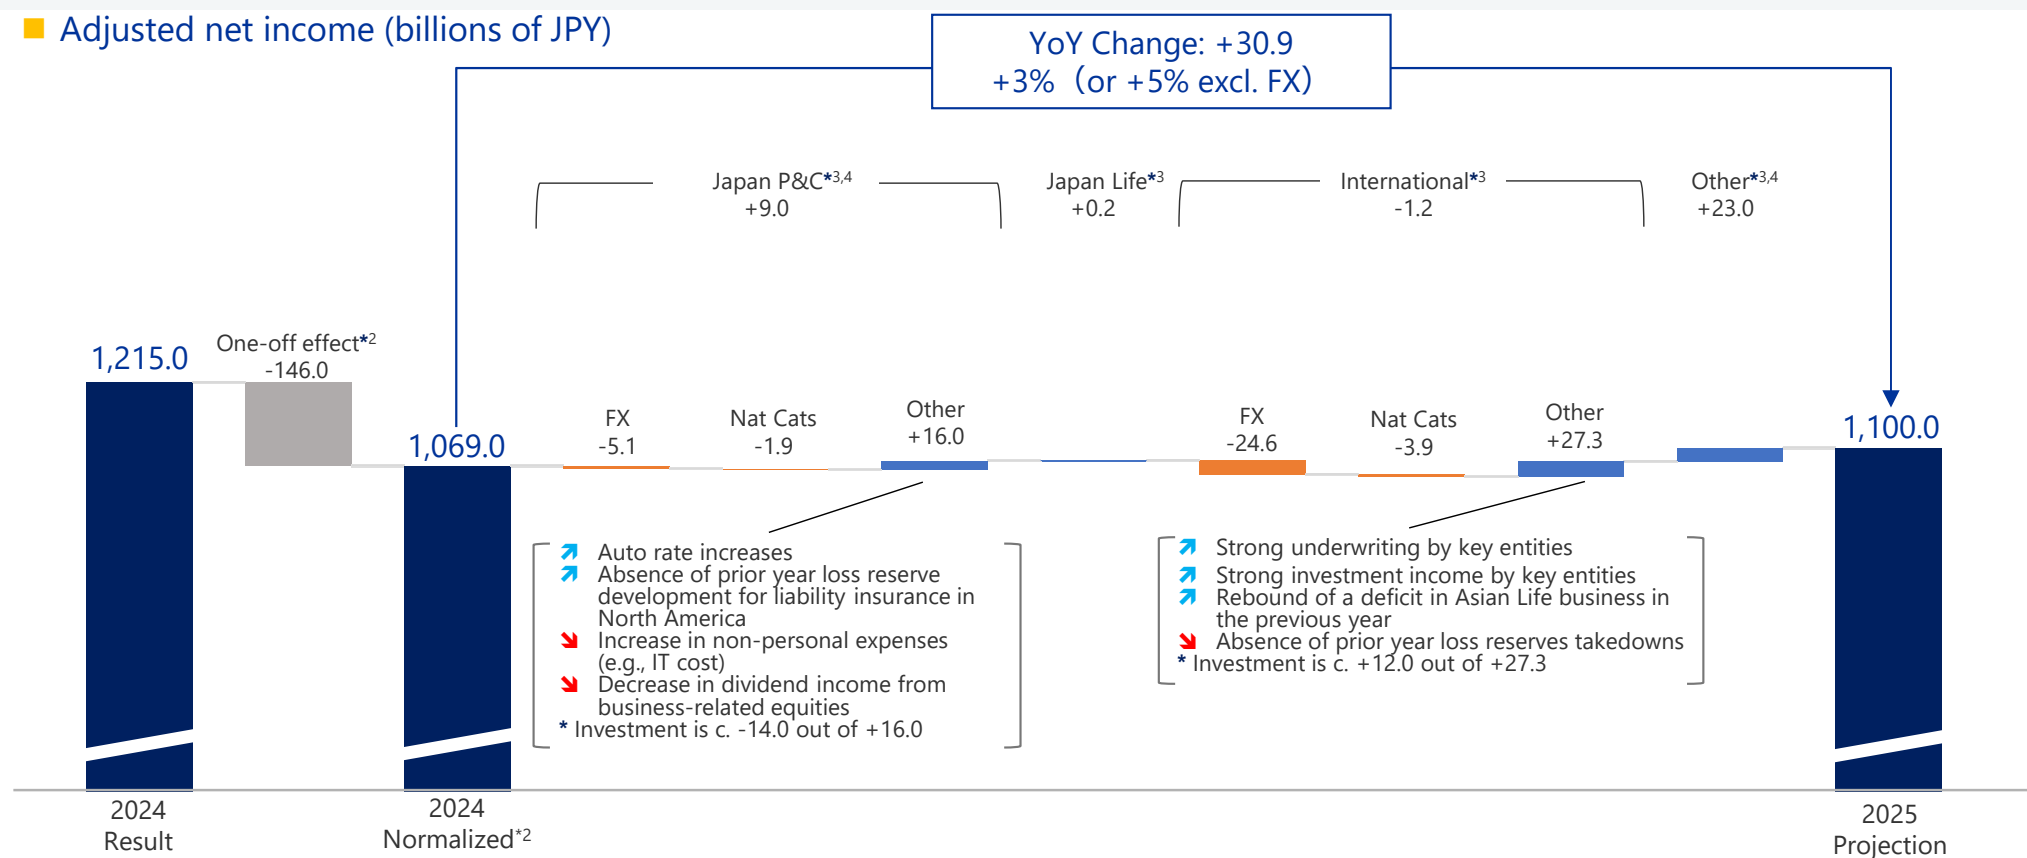 Adjusted net income (billions of JPY)
YoY Change: +30.9
+3% （or +5% excl. FX）
Japan P&C*3,4
+9.0
Japan Life*3
+0.2
International*3
-1.2
Other*3,4
+23.0
1,215.0
One-off effect*2
-146.0
1,069.0
FX
-5.1
Nat Cats
-1.9
Other
+16.0
FX
-24.6
Nat Cats
-3.9
Other
+27.3
1,100.0
Auto rate increases
Absence of prior year loss reserve
development for liability insurance in
North America
Increase in non-personal expenses
(e.g., IT cost)
Decrease in dividend income from
business-related equities
* Investment is c. -14.0 out of +16.0
Strong underwriting by key entities
Strong investment income by key entities
Rebound of a deficit in Asian Life business in
the previous year
Absence of prior year loss reserves takedowns
* Investment is c. +12.0 out of +27.3
2024
Result
2024
Normalized*2
2025
Projection